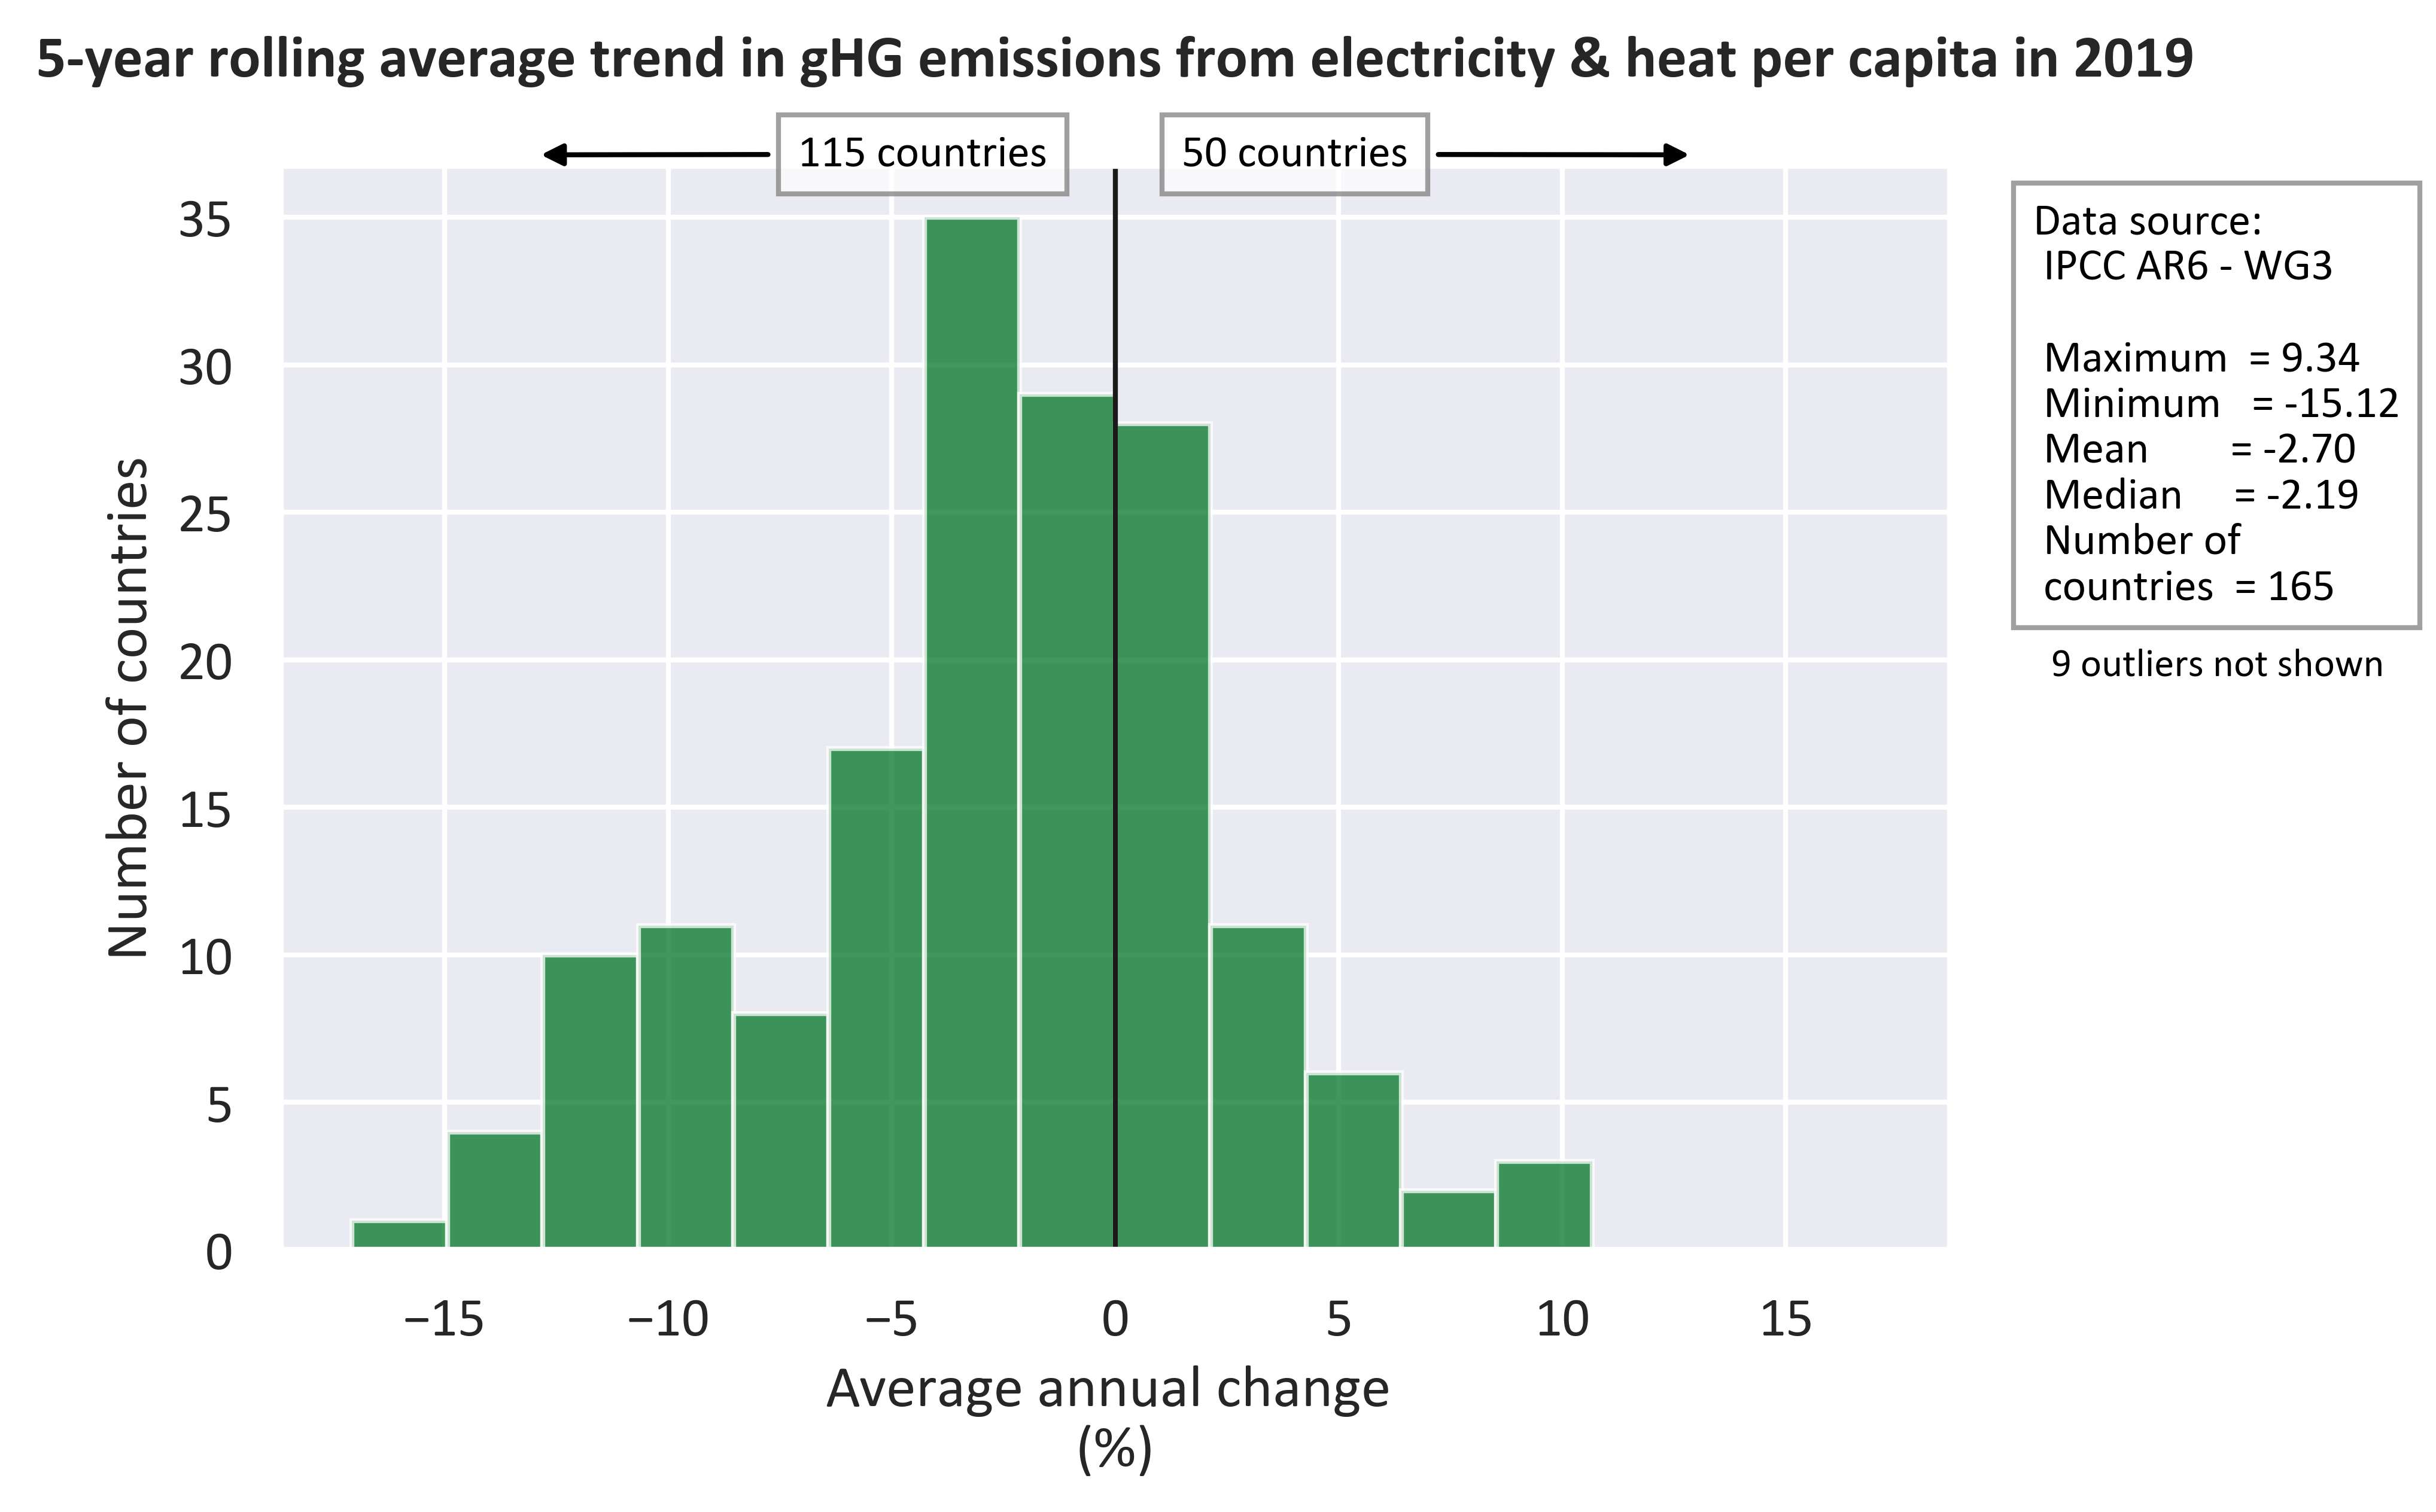 5-year rolling average trend in gHG emissions from electricity & heat per capita in 2019
115 countries
50 countries
35
30
25
20
15
10
5
0
Number of countries
−15
−10
−5
0
5
10
15
Average annual change
(%)
Data source:
IPCC AR6 - WG3
Maximum = 9.34
Minimum = -15.12
Mean = -2.70
Median = -2.19
Number of
countries = 165
9 outliers not shown